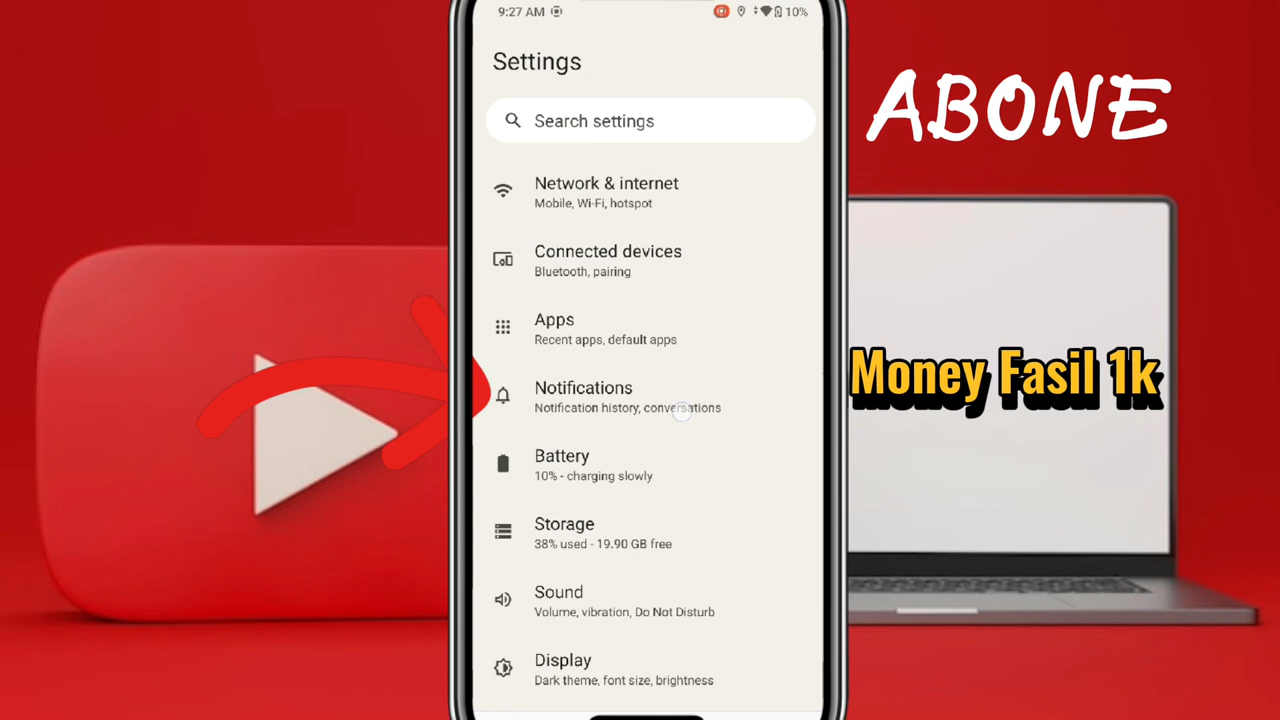 9:27 AM
10%
Settings
Search settings
Network & internet
Mobile, Wi-Fi, hotspot
Connected devices
Bluetooth, pairing
Apps
Recent apps, default apps
Notifications
Notification history, conversations
Battery
10% - charging slowly
Storage
38% used - 19.90 GB free
Sound
Volume, vibration, Do Not Disturb
Display
Dark theme, font size, brightness
ABONE
Money Fasil 1k